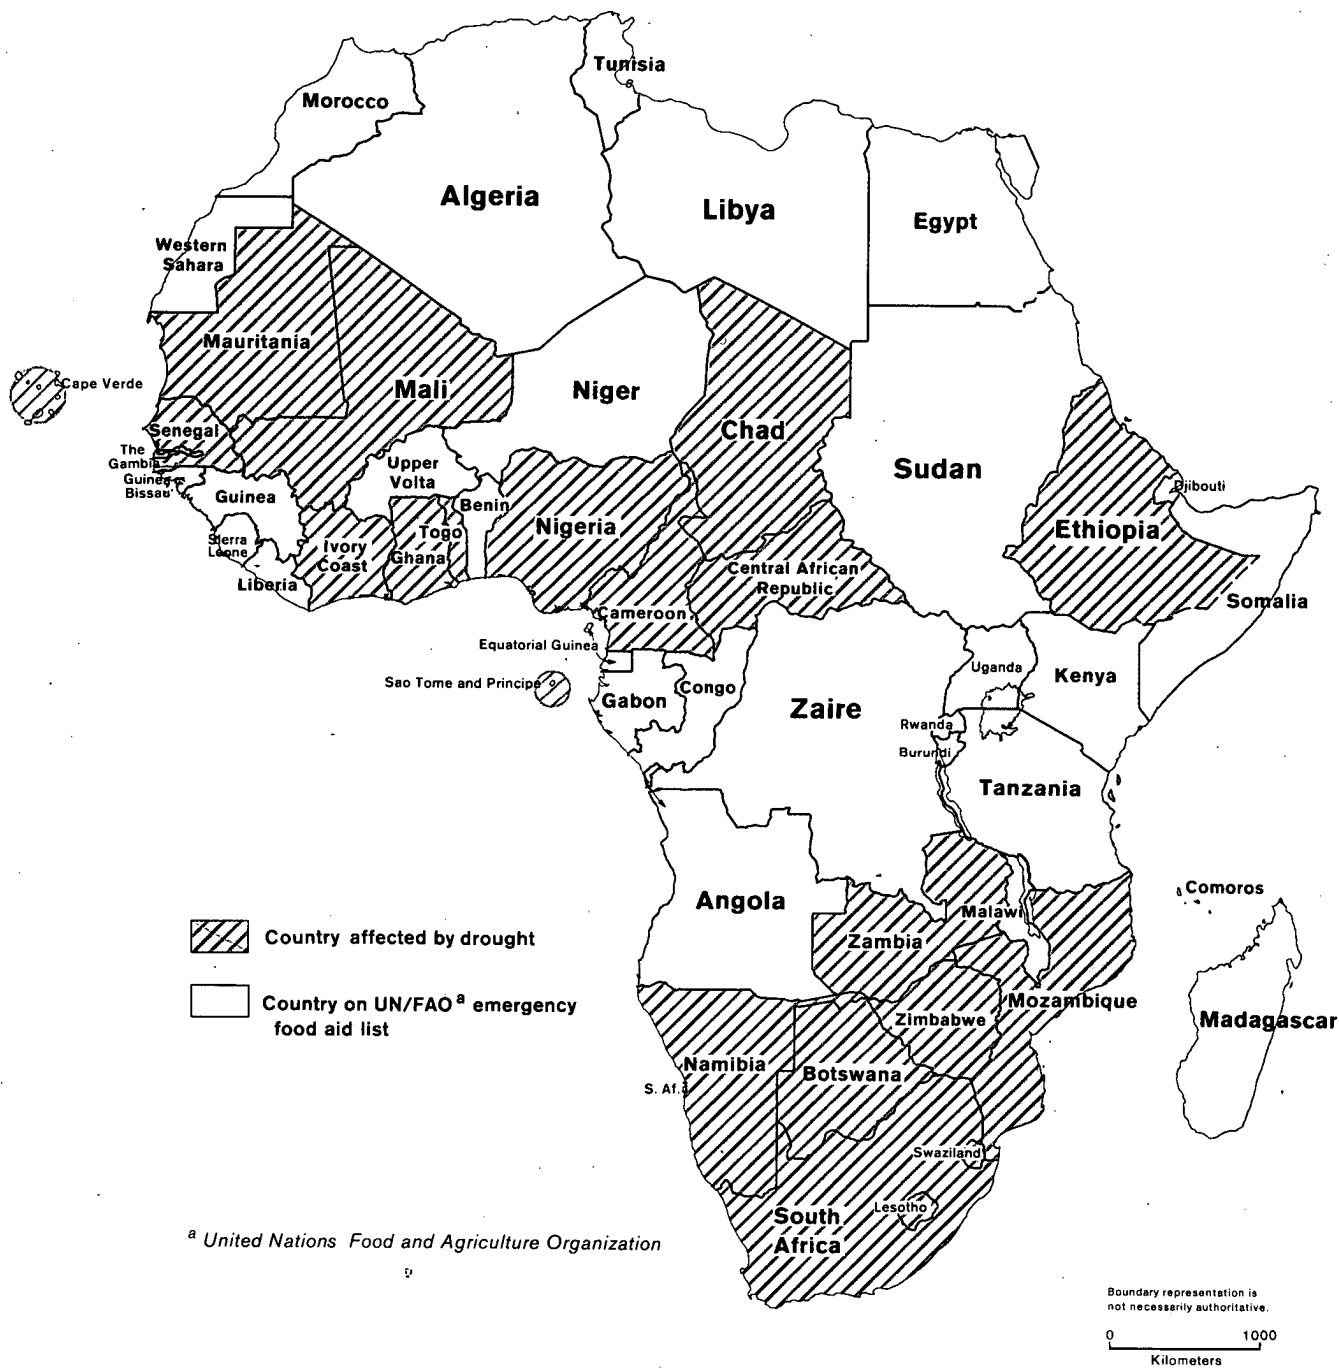 Tunisia
Morocco
Algeria
Libya
Egypt
Western
Sahara
Mauritania
Cape Verde
Mali
Niger
Chad
Senegal
The
Gambia
Guinea
Bissau
Guinea
Upper
Volta
Sudan
Djibouti
Benin
Nigeria
Togo
Ethiopia
Sierra
Leone
Ivory
Coast
Ghana
Central African
Republic
Liberia
Somalia
Cameroon
Equatorial Guinea
Sao Tome and Principe
Uganda
Kenya
Gabon
Congo
Zaire
Rwanda
Burundi
Tanzania
Angola
Comoros
Malawi
Country affected by drought
Zambia
Country on UN/FAO a emergency
food aid list
Mozambique
Zimbabwe
Madagascar
Namibia
Botswana
S. Af.
Swaziland
Lesotho
South
Africa
a United Nations Food and Agriculture Organization
Boundary representation is
not necessarily authoritative.
0 1000
Kilometers